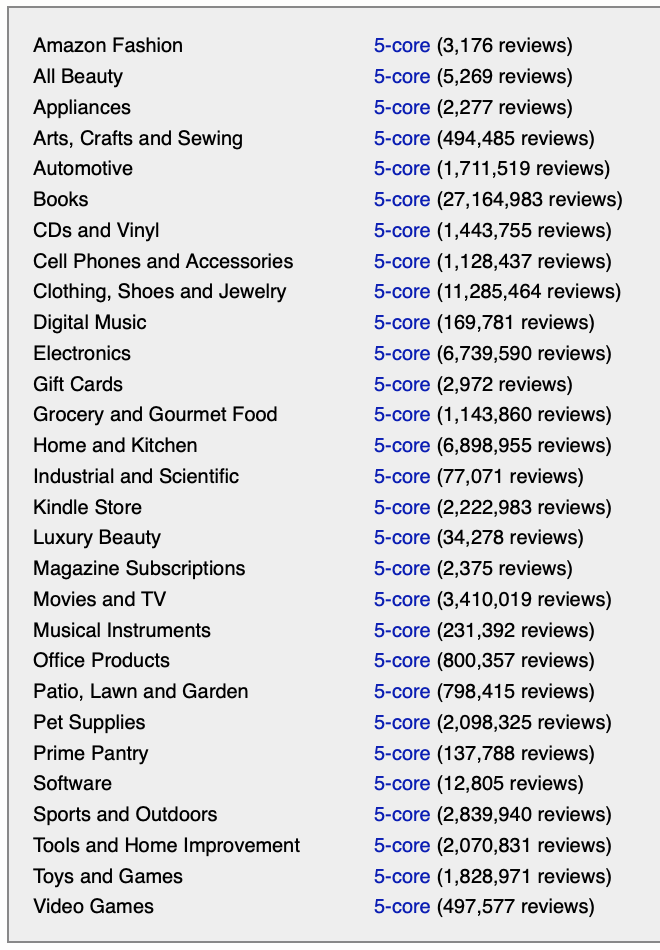 Amazon Fashion 5-core (3,176 reviews)
All Beauty 5-core (5,269 reviews)
Appliances 5-core (2,277 reviews)
Arts, Crafts and Sewing 5-core (494,485 reviews)
Automotive 5-core (1,711,519 reviews)
Books 5-core (27,164,983 reviews)
CDs and Vinyl 5-core (1,443,755 reviews)
Cell Phones and Accessories 5-core (1,128,437 reviews)
Clothing, Shoes and Jewelry 5-core (11,285,464 reviews)
Digital Music 5-core (169,781 reviews)
Electronics 5-core (6,739,590 reviews)
Gift Cards 5-core (2,972 reviews)
Grocery and Gourmet Food 5-core (1,143,860 reviews)
Home and Kitchen 5-core (6,898,955 reviews)
Industrial and Scientific 5-core (77,071 reviews)
Kindle Store 5-core (2,222,983 reviews)
Luxury Beauty 5-core (34,278 reviews)
Magazine Subscriptions 5-core (2,375 reviews)
Movies and TV 5-core (3,410,019 reviews)
Musical Instruments 5-core (231,392 reviews)
Office Products 5-core (800,357 reviews)
Patio, Lawn and Garden 5-core (798,415 reviews)
Pet Supplies 5-core (2,098,325 reviews)
Prime Pantry 5-core (137,788 reviews)
Software 5-core (12,805 reviews)
Sports and Outdoors 5-core (2,839,940 reviews)
Tools and Home Improvement 5-core (2,070,831 reviews)
Toys and Games 5-core (1,828,971 reviews)
Video Games 5-core (497,577 reviews)